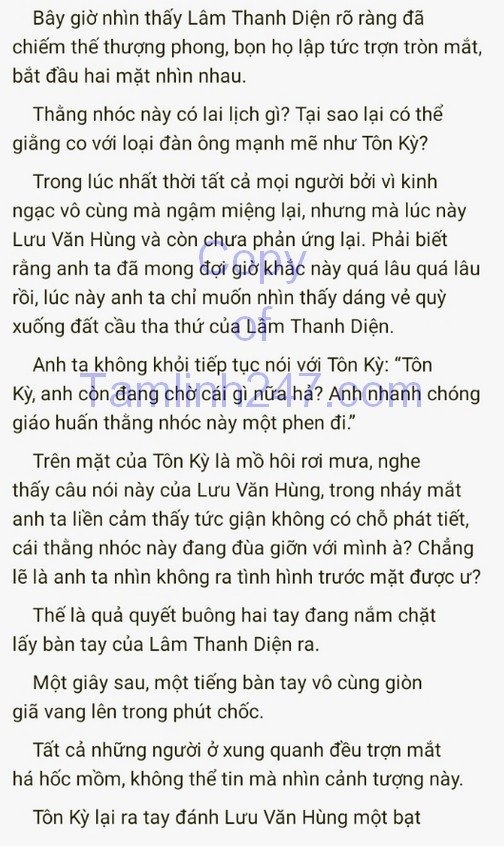 Bây giờ nhìn thấy Lâm Thanh Diện rõ ràng đã
chiếm thế thượng phong, bọn họ lập tức trợn tròn mắt,
bắt đầu hai mặt nhìn nhau.
Thằng nhóc này có lai lịch gì? Tại sao lại có thể
giằng co với loại đàn ông mạnh mẽ như Tôn Kỳ?
Trong lúc nhất thời tất cả mọi người bởi vì kinh
ngạc vô cùng mà ngậm miệng lại, nhưng mà lúc này
Lưu Văn Hùng và còn chưa phản ứng lại. Phải biết
rằng anh ta đã mong đợi giờ khắc này quá lâu quá lâu
rồi, lúc này anh ta chỉ muốn nhìn thấy dáng vẻ quỳ
xuống đất cầu tha thứ của Lâm Thanh Diện.
Anh ta không khỏi tiếp tục nói với Tôn Kỳ: “Tôn
Kỳ, anh còn đang chờ cái gì nữa hả? Anh nhanh chóng
giáo huấn thằng nhóc này một phen đi.”
Trên mặt của Tôn Kỳ là mồ hôi rơi mưa, nghe
thấy câu nói này của Lưu Văn Hùng, trong nháy mắt
anh ta liền cảm thấy tức giận không có chỗ phát tiết,
cái thằng nhóc này đang đùa giỡn với mình à? Chẳng
lẽ là anh ta nhìn không ra tình hình trước mặt được ư?
Thế là quả quyết buông hai tay đang nắm chặt
lấy bàn tay của Lâm Thanh Diện ra.
Một giây sau, một tiếng bàn tay vô cùng giòn
giã vang lên trong phút chốc.
Tất cả những người ở xung quanh đều trợn mắt
há hốc mồm, không thể tin mà nhìn cảnh tượng này.
Tôn Kỳ lại ra tay đánh Lưu Văn Hùng một bạt
Copy
of
Tamlinh247.com